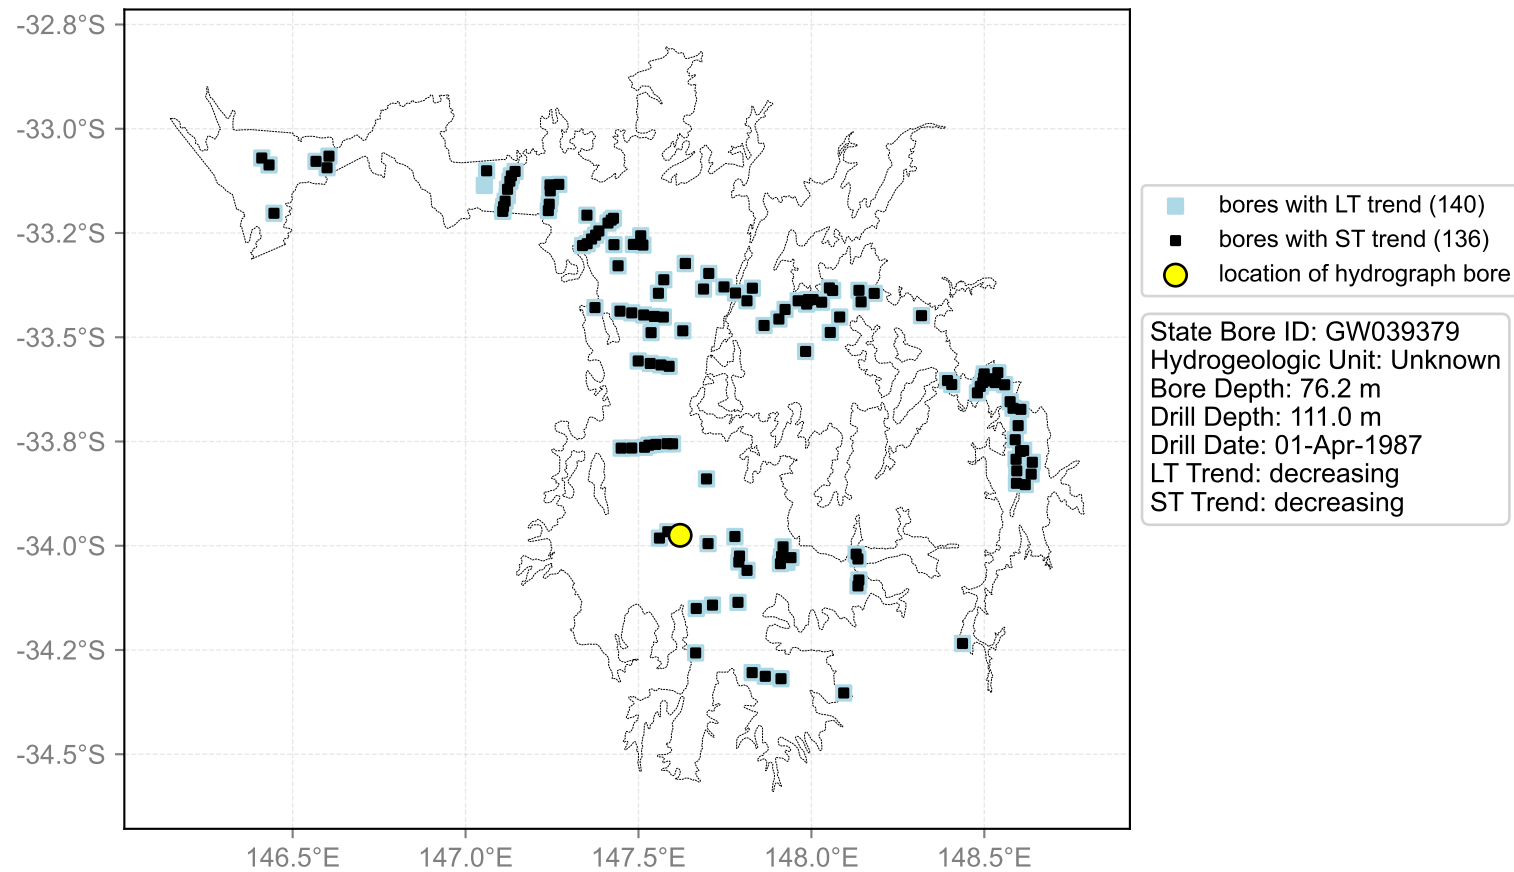 -32.8°S
-33.0°S
-33.2°S
-33.5°S
-33.8°S
-34.0°S
-34.2°S
-34.5°S
146.5°E
147.0°E
147.5°E
148.0°E
148.5°E
bores with LT trend (140)
bores with ST trend (136)
location of hydrograph bore
State Bore ID: GW039379
Hydrogeologic Unit: Unknown
Bore Depth: 76.2 m
Drill Depth: 111.0 m
Drill Date: 01-Apr-1987
LT Trend: decreasing
ST Trend: decreasing